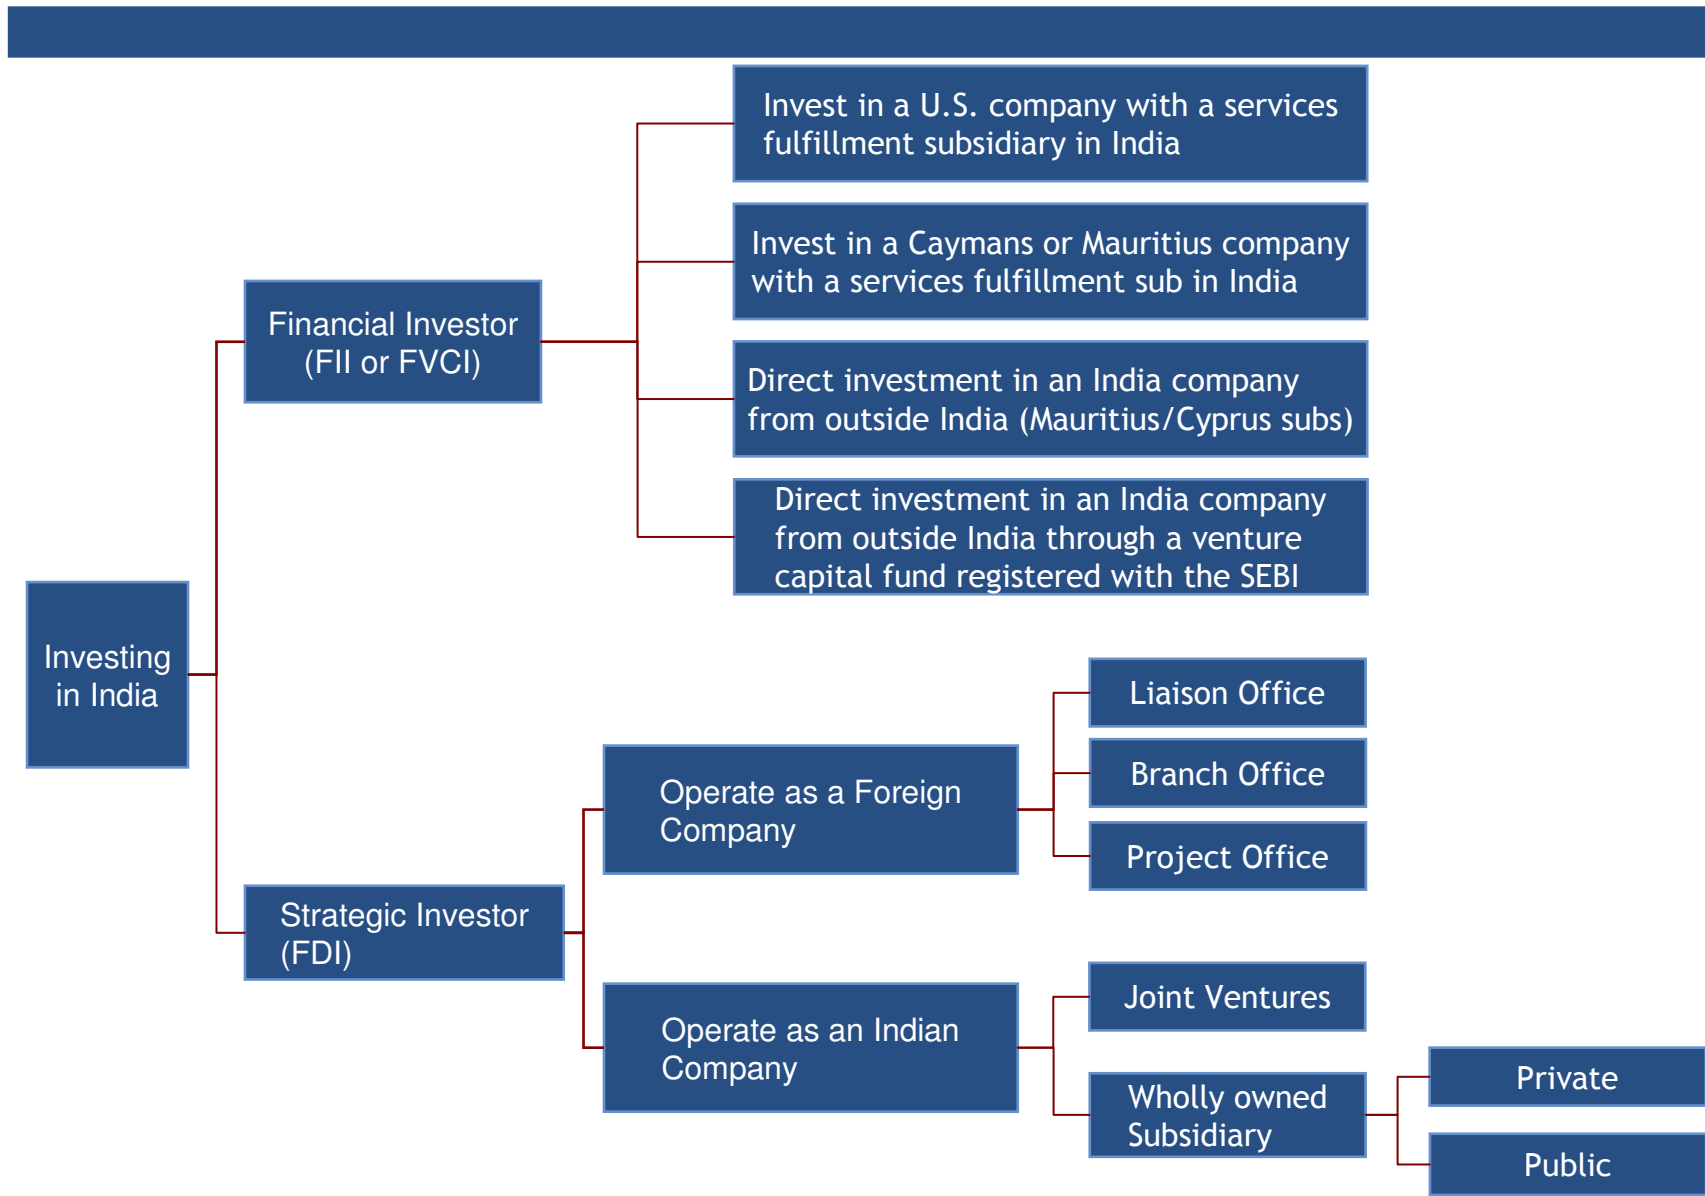 Invest in a U.S. company with a services
fulfillment subsidiary in India
Invest in a Caymans or Mauritius company
with a services fulfillment sub in India
Financial Investor
(FII or FVCI)
Direct investment in an India company
from outside India (Mauritius/Cyprus subs)
Direct investment in an India company
from outside India through a venture
capital fund registered with the SEBI
Investing
in India
Liaison Office
Branch Office
Operate as a Foreign
Company
Project Office
Strategic Investor
(FDI)
Joint Ventures
Operate as an Indian
Company
Wholly owned
Subsidiary
Private
Public